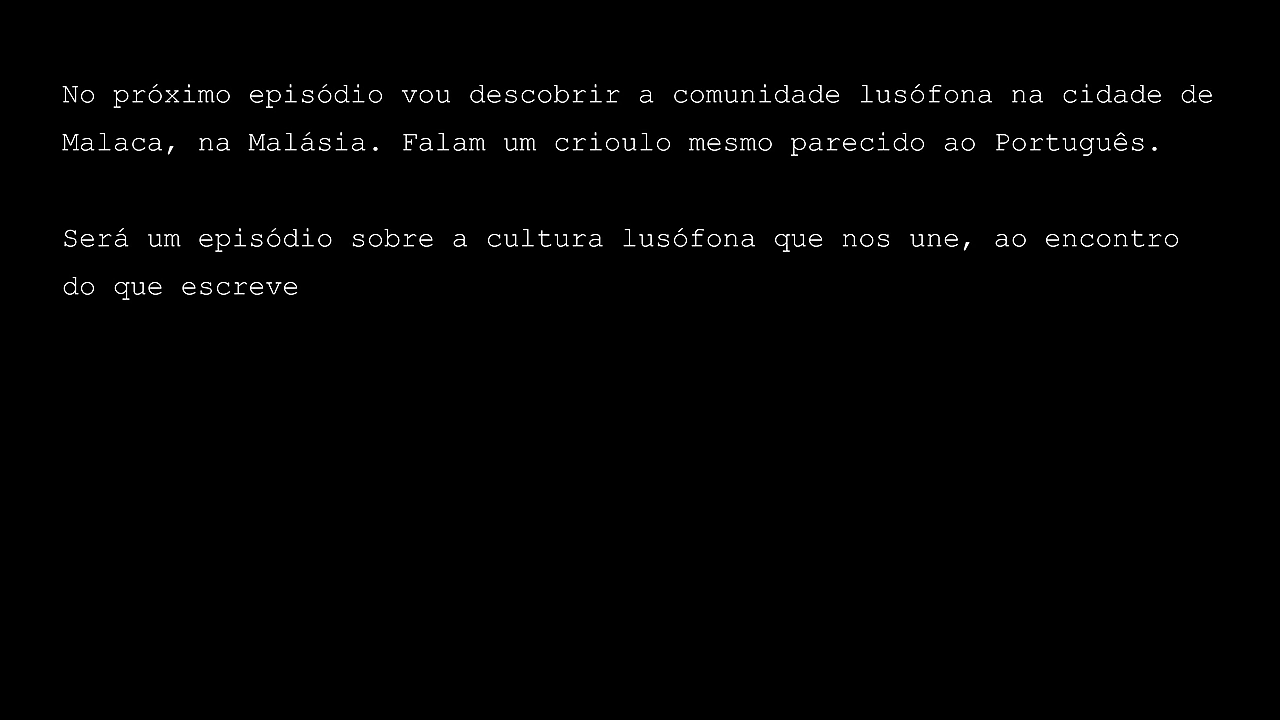 No próximo episódio vou descobrir a comunidade lusófona na cidade de
Malaca, na Malásia. Falam um crioulo mesmo parecido ao Português.
Será um episódio sobre a cultura lusófona que nos une, ao encontro
do que escreve